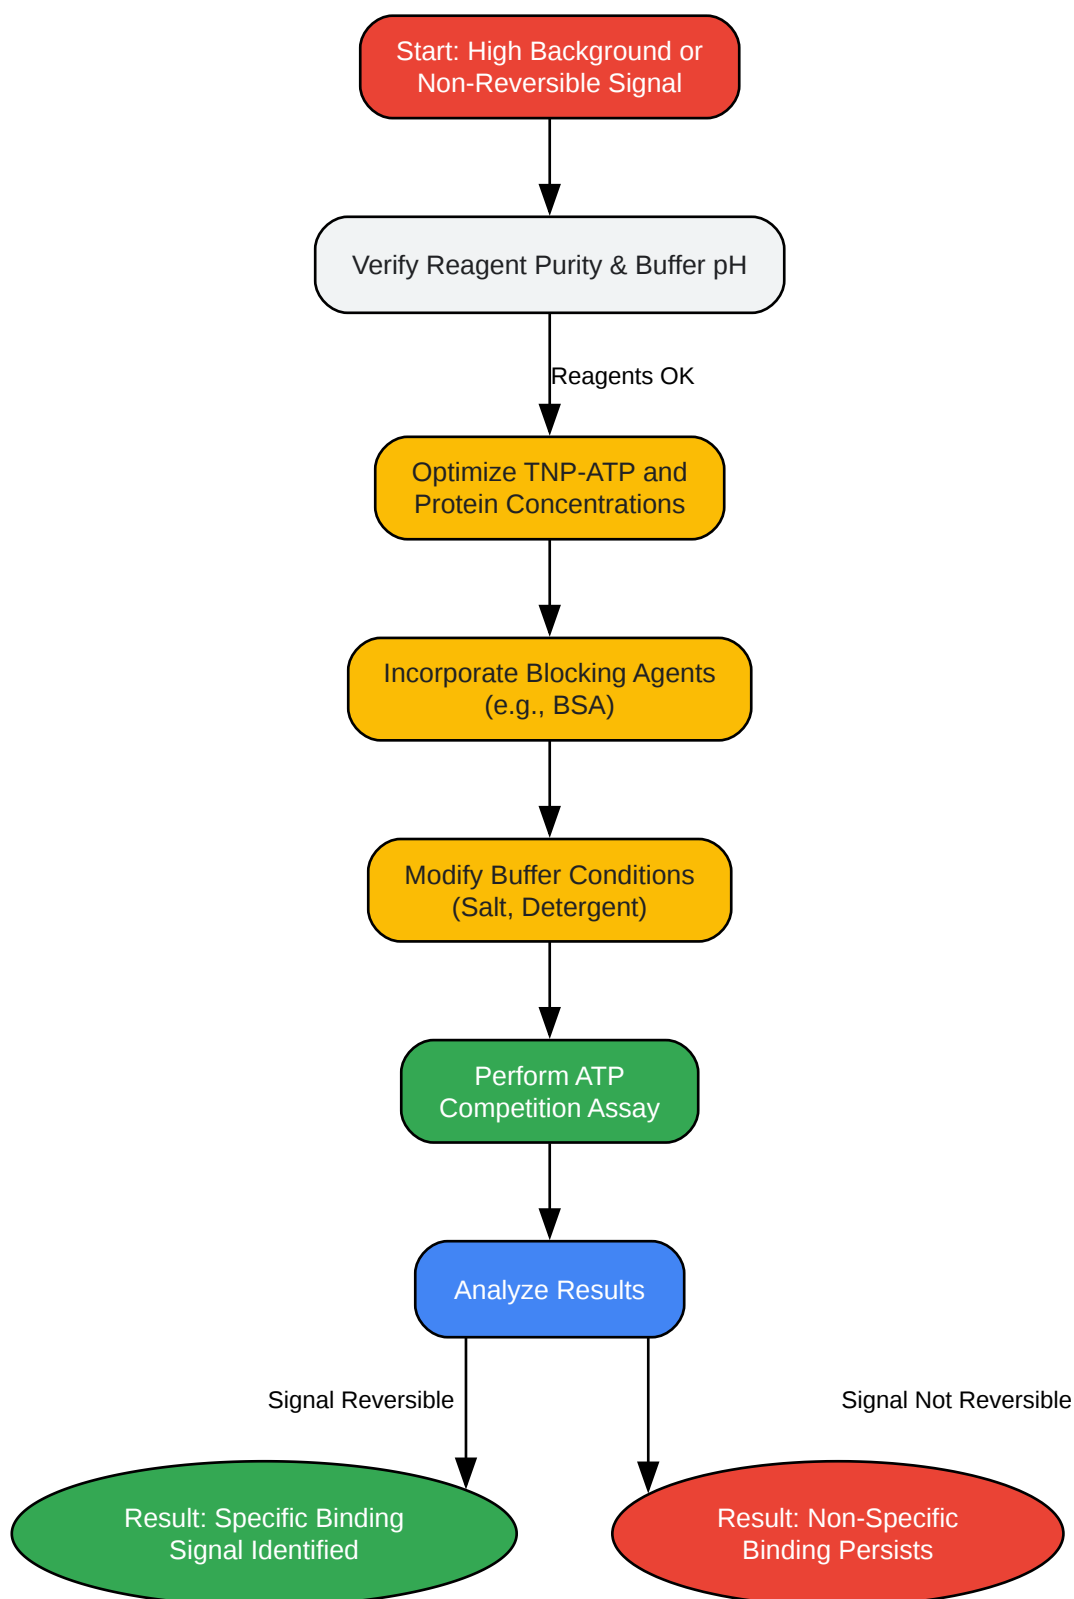 Start: High Background or
Non-Reversible Signal
Verify Reagent Purity & Buffer pH
Reagents OK
Optimize TNP-ATP and
Protein Concentrations
Incorporate Blocking Agents
(e.g., BSA)
Modify Buffer Conditions
(Salt, Detergent)
Perform ATP
Competition Assay
Analyze Results
Signal Reversible
Signal Not Reversible
Result: Specific Binding
Signal Identified
Result: Non-Specific
Binding Persists